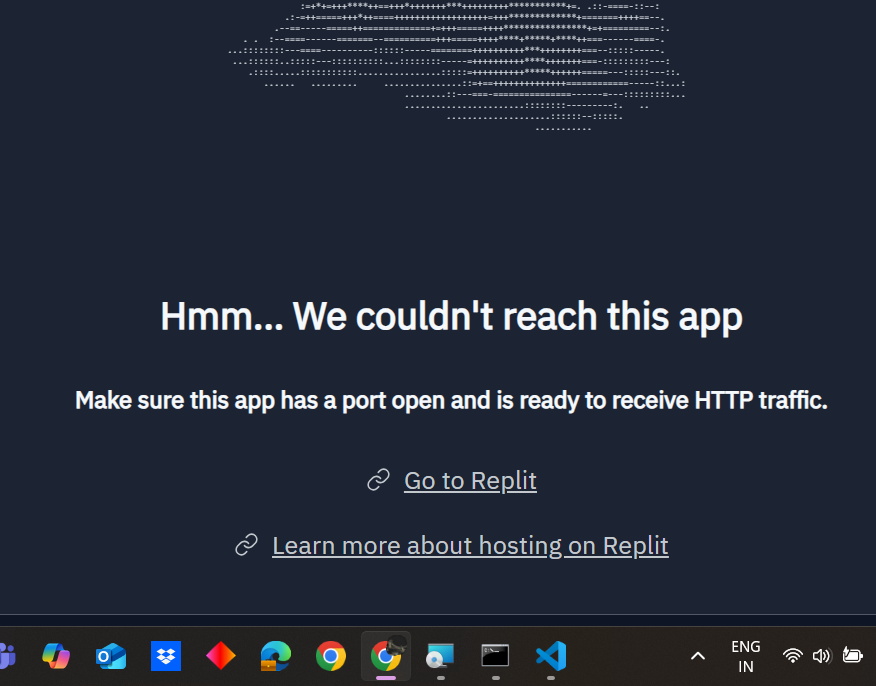 Hmm... We couldn't reach this app
Make sure this app has a port open and is ready to receive HTTP traffic.
Go to Replit
Learn more about hosting on Replit
ENG
IN